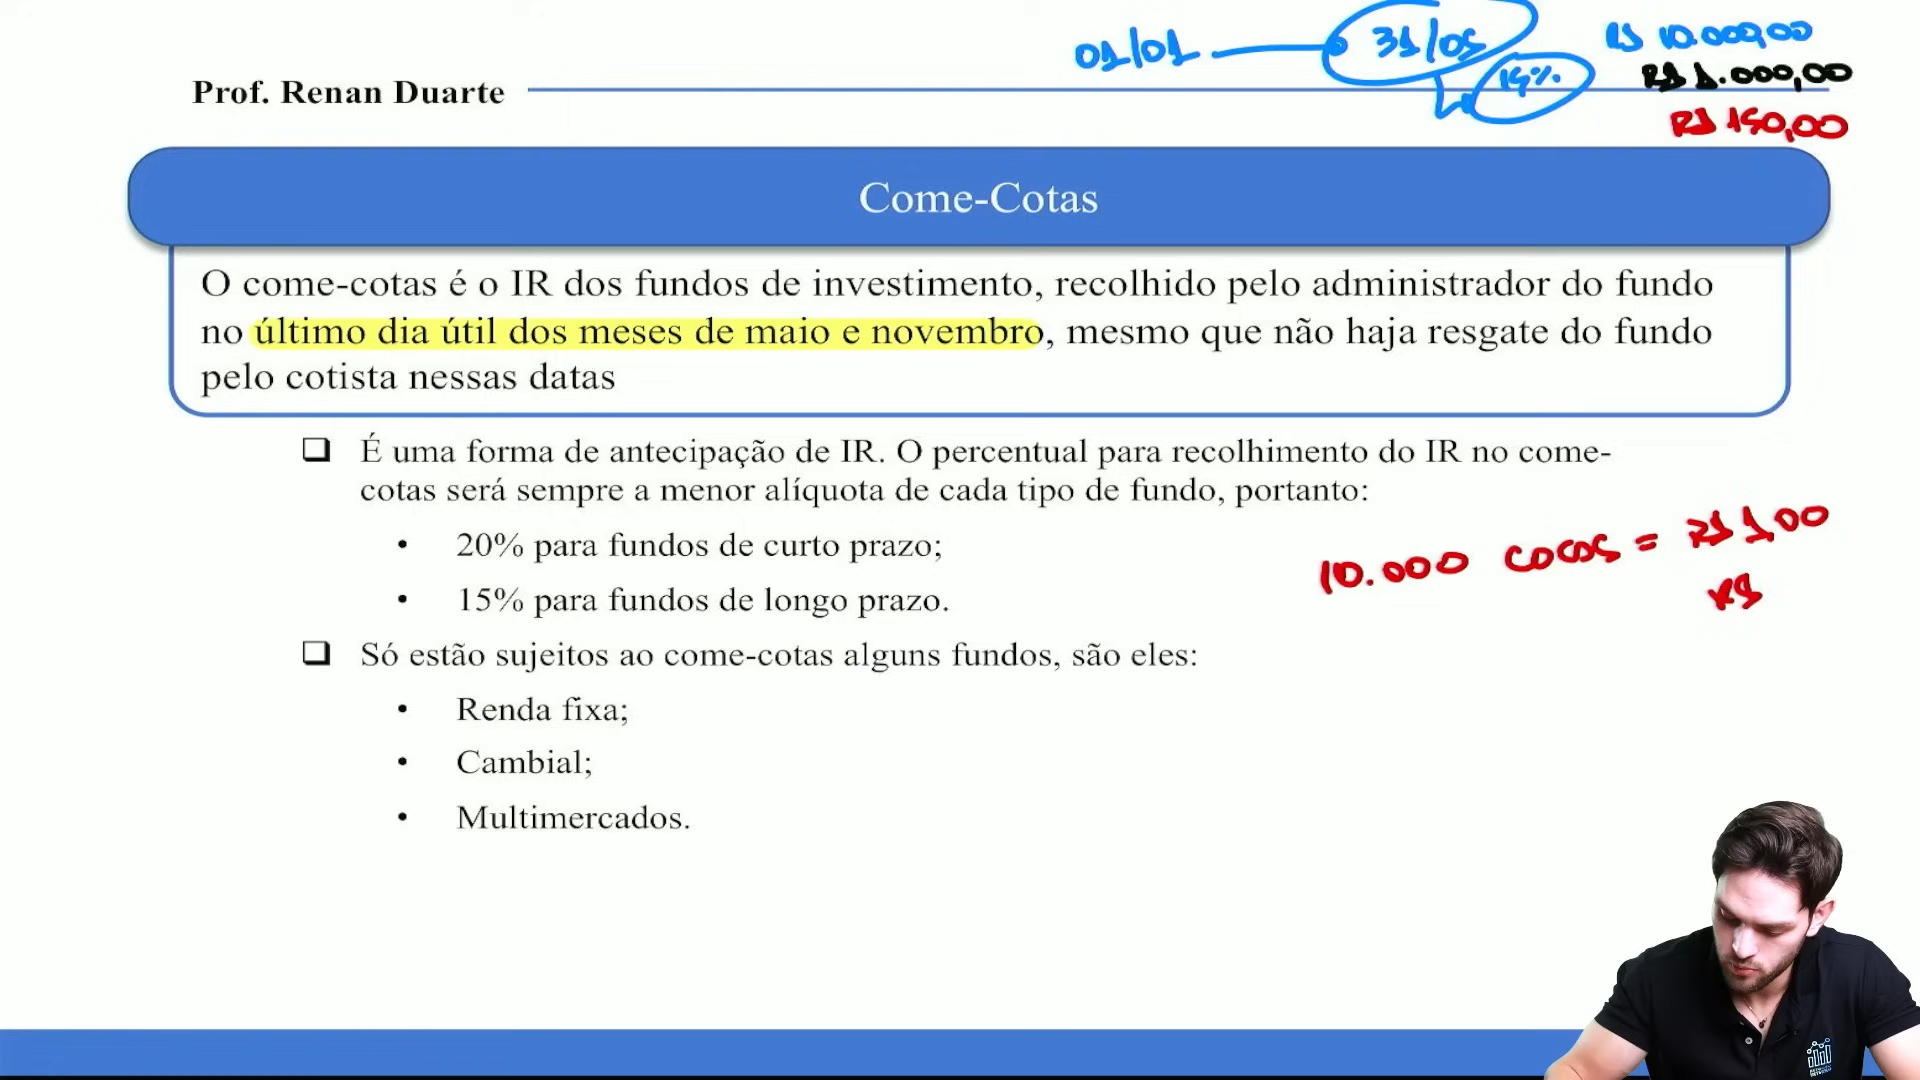 01/01 31/05 R$ 10.000,00
15% R$ 1.000,00
Prof. Renan Duarte
R$ 150,00
Come-Cotas
O come-cotas é o IR dos fundos de investimento, recolhido pelo administrador do fundo
no último dia útil dos meses de maio e novembro, mesmo que não haja resgate do fundo
pelo cotista nessas datas
❑ É uma forma de antecipação de IR. O percentual para recolhimento do IR no come-
cotas será sempre a menor alíquota de cada tipo de fundo, portanto:
• 20% para fundos de curto prazo;
10.000 cotas = R$ 1,00
• 15% para fundos de longo prazo.
R$
❑ Só estão sujeitos ao come-cotas alguns fundos, são eles:
• Renda fixa;
• Cambial;
• Multimercados.